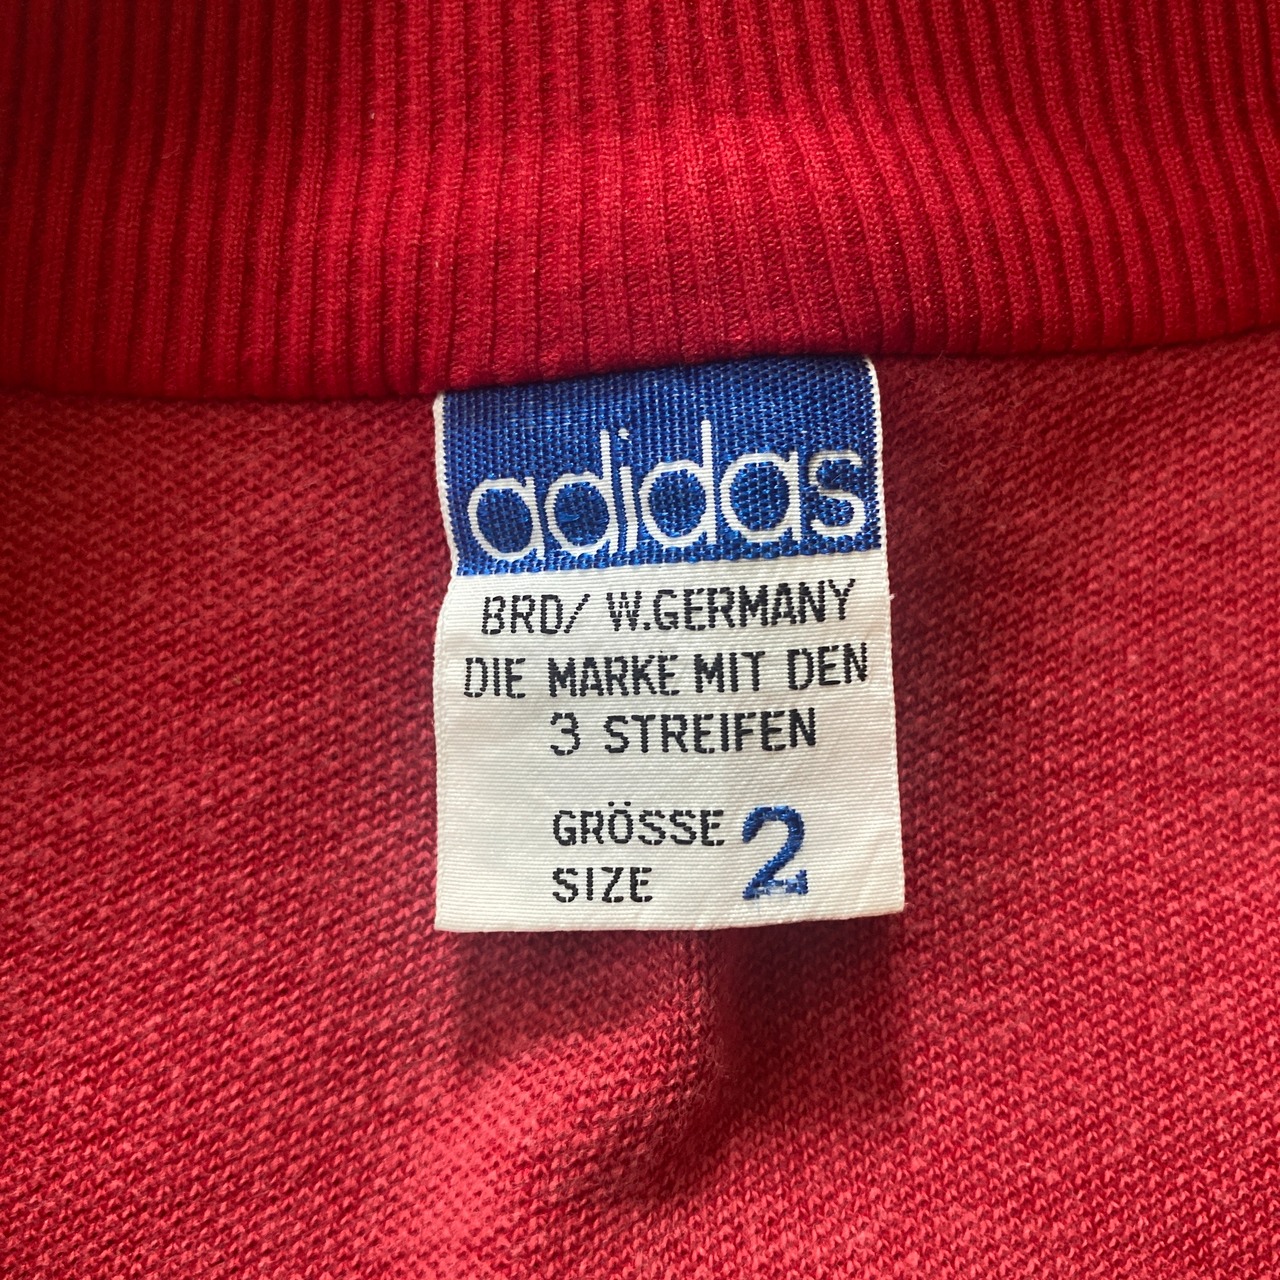 adidas
BRD/ W.GERMANY
DIE MARKE MIT DEN
3 STREIFEN
GRÖSSE 2
SIZE